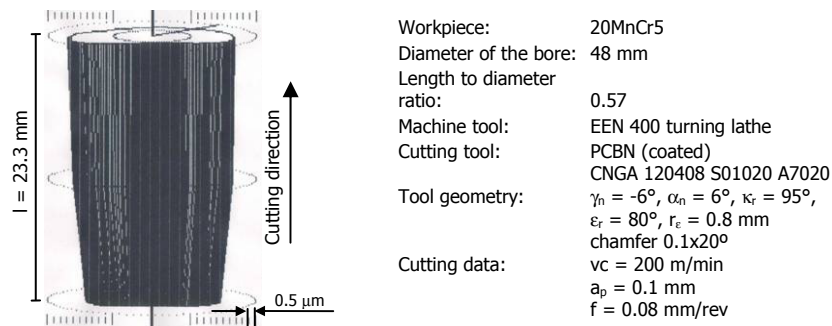 l = 23.3 mm
Cutting direction
0.5 μm
Workpiece: 20MnCr5
Diameter of the bore: 48 mm
Length to diameter
ratio: 0.57
Machine tool: EEN 400 turning lathe
Cutting tool: PCBN (coated)
CNGA 120408 S01020 A7020
Tool geometry: γn = -6°, αn = 6°, κr = 95°,
εr = 80°, rε = 0.8 mm
chamfer 0.1x20º
Cutting data: vc = 200 m/min
ap = 0.1 mm
f = 0.08 mm/rev